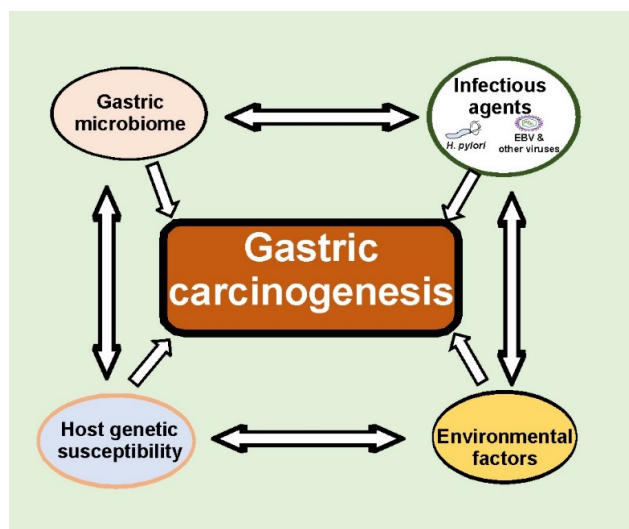 Gastric
microbiome
Infectious
agents
H. pylori
EBV &
other viruses
Gastric
carcinogenesis
Host genetic
susceptibility
Environmental
factors